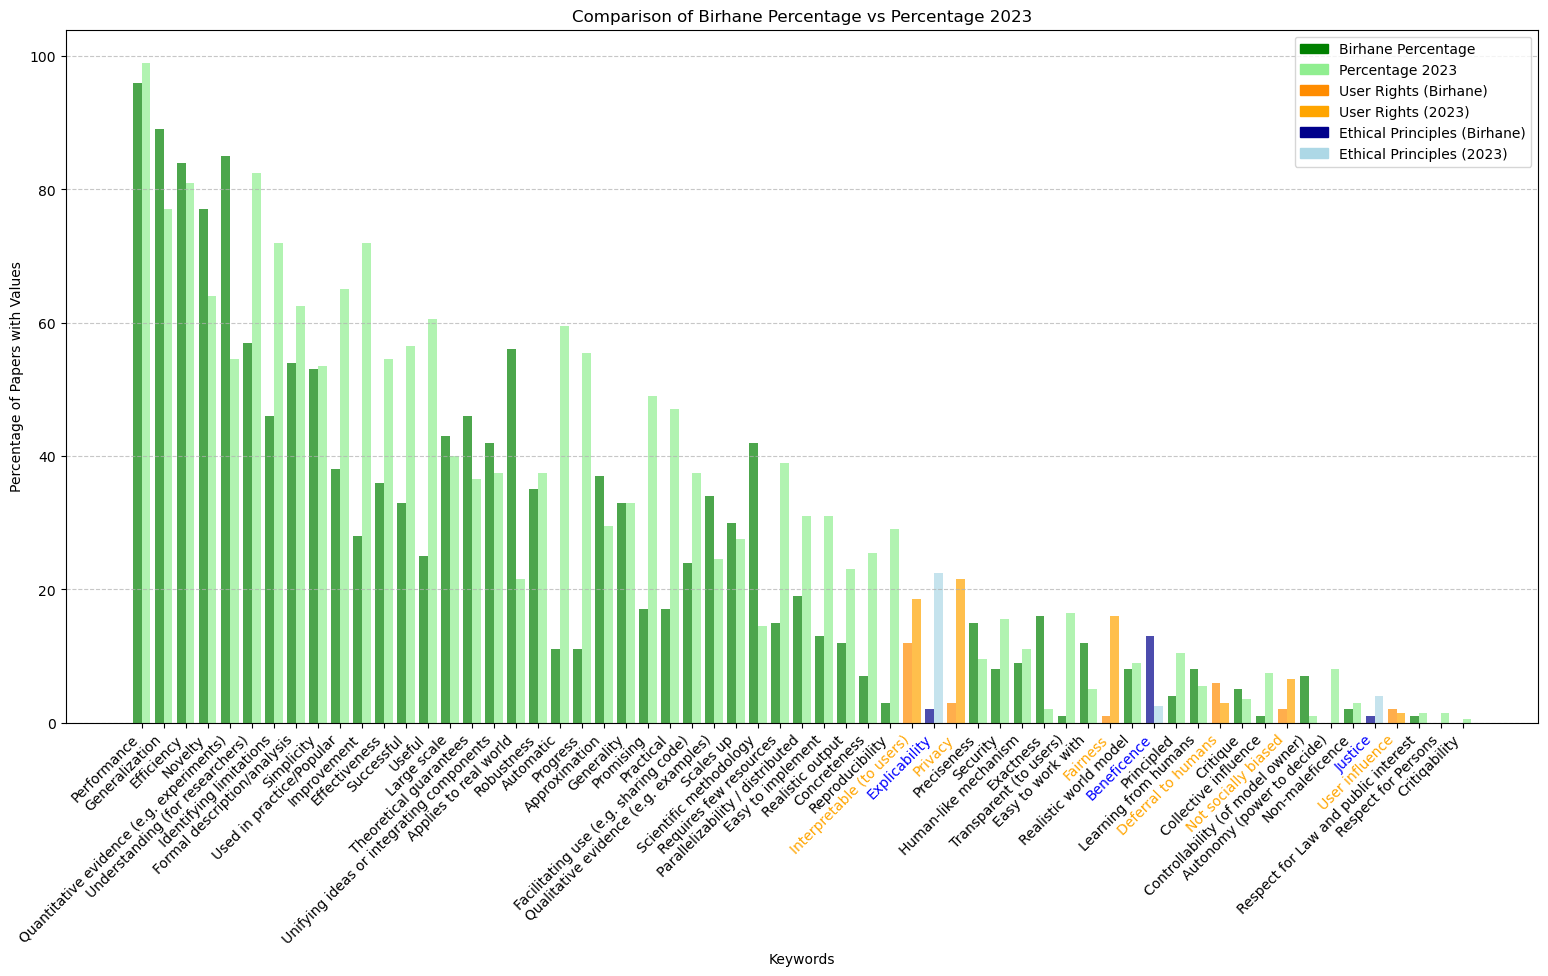 Comparison of Birhane Percentage vs Percentage 2023
Birhane Percentage
Percentage 2023
User Rights (Birhane)
User Rights (2023)
Ethical Principles (Birhane)
Ethical Principles (2023)
Percentage of Papers with Values
100
80
60
40
20
0
Performance
Generalization
Efficiency
Novelty
Quantitative evidence (e.g. experiments)
Understanding (for researchers)
Identifying limitations
Formal description/analysis
Simplicity
Used in practice/Popular
Improvement
Effectiveness
Successful
Useful
Large scale
Theoretical guarantees
Unifying ideas or integrating components
Applies to real world
Robustness
Automatic
Progress
Approximation
Generality
Promising
Practical
Facilitating use (e.g. sharing code)
Qualitative evidence (e.g. examples)
Scales up
Scientific methodology
Requires few resources
Parallelizability / distributed
Easy to implement
Realistic output
Concreteness
Reproducibility
Interpretable (to users)
Explicability
Privacy
Preciseness
Security
Human-like mechanism
Exactness
Transparent (to users)
Easy to work with
Fairness
Realistic world model
Beneficence
Principled
Learning from humans
Deferral to humans
Critique
Collective influence
Not socially biased
Controllability (of model owner)
Autonomy (power to decide)
Non-maleficence
Justice
User influence
Respect for Law and public interest
Respect for Persons
Critiqability
Keywords